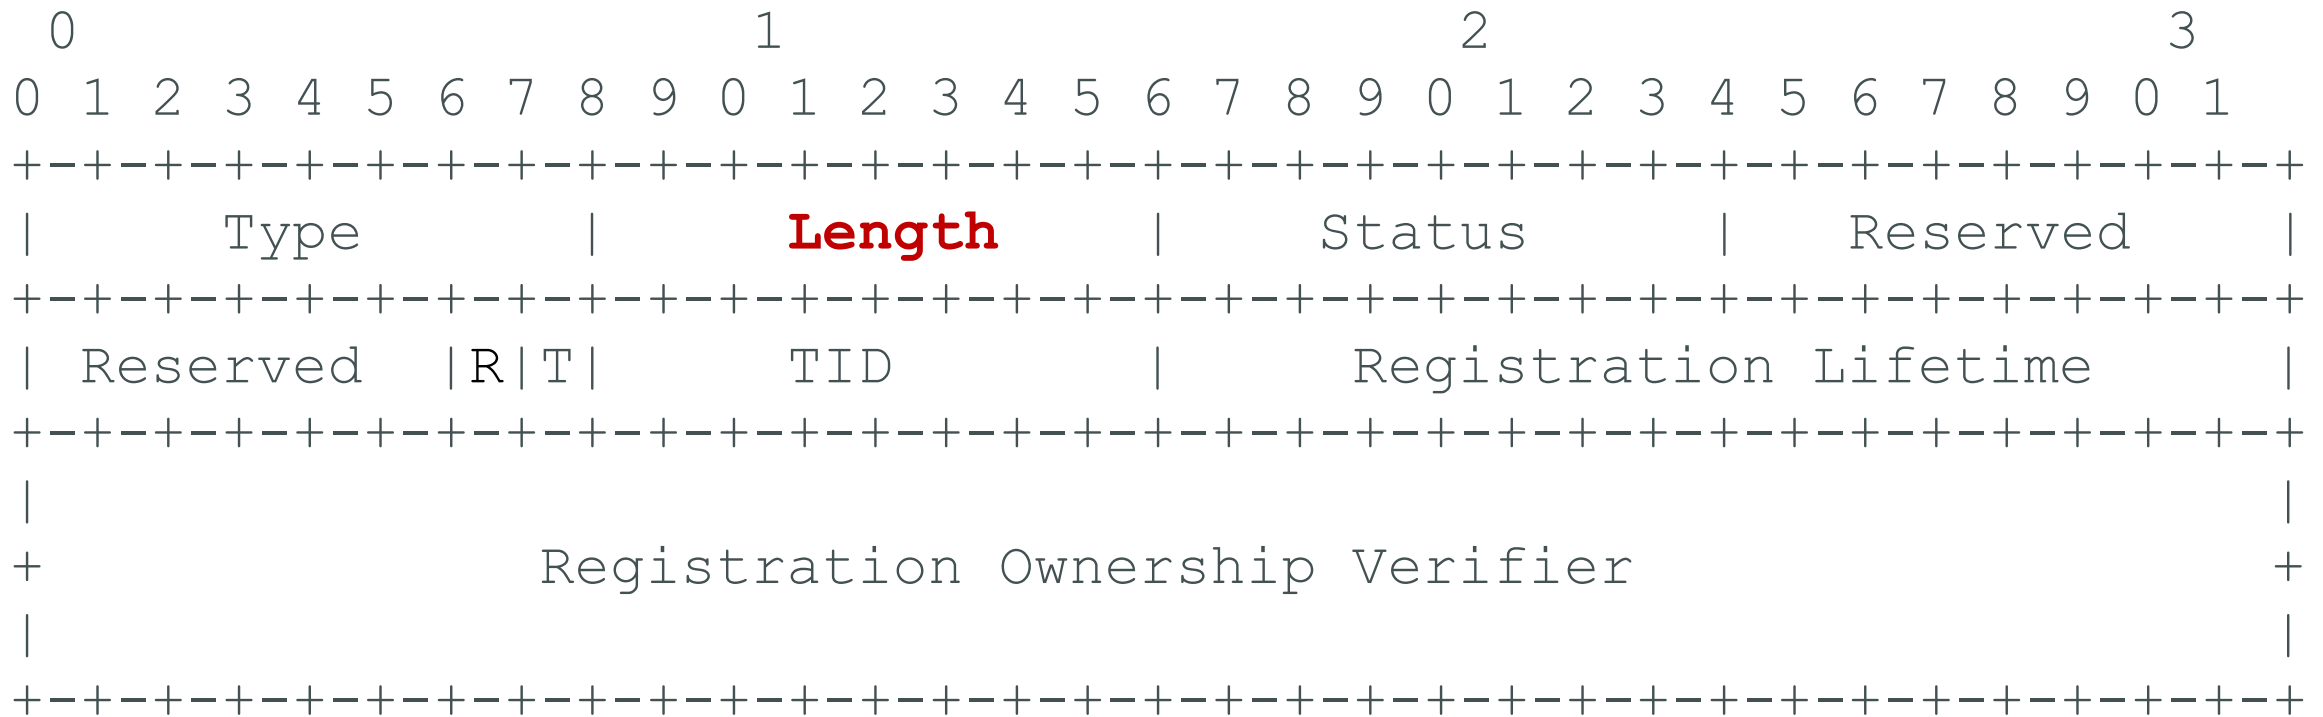 0                   1                   2                   3
0 1 2 3 4 5 6 7 8 9 0 1 2 3 4 5 6 7 8 9 0 1 2 3 4 5 6 7 8 9 0 1
+-+-+-+-+-+-+-+-+-+-+-+-+-+-+-+-+-+-+-+-+-+-+-+-+-+-+-+-+-+-+-+-+
|     Type      |     Length    |    Status     |   Reserved    |
+-+-+-+-+-+-+-+-+-+-+-+-+-+-+-+-+-+-+-+-+-+-+-+-+-+-+-+-+-+-+-+-+
| Reserved  |R|T|     TID       |     Registration Lifetime     |
+-+-+-+-+-+-+-+-+-+-+-+-+-+-+-+-+-+-+-+-+-+-+-+-+-+-+-+-+-+-+-+-+
|                                                               |
+              Registration Ownership Verifier                  +
|                                                               |
+-+-+-+-+-+-+-+-+-+-+-+-+-+-+-+-+-+-+-+-+-+-+-+-+-+-+-+-+-+-+-+-+